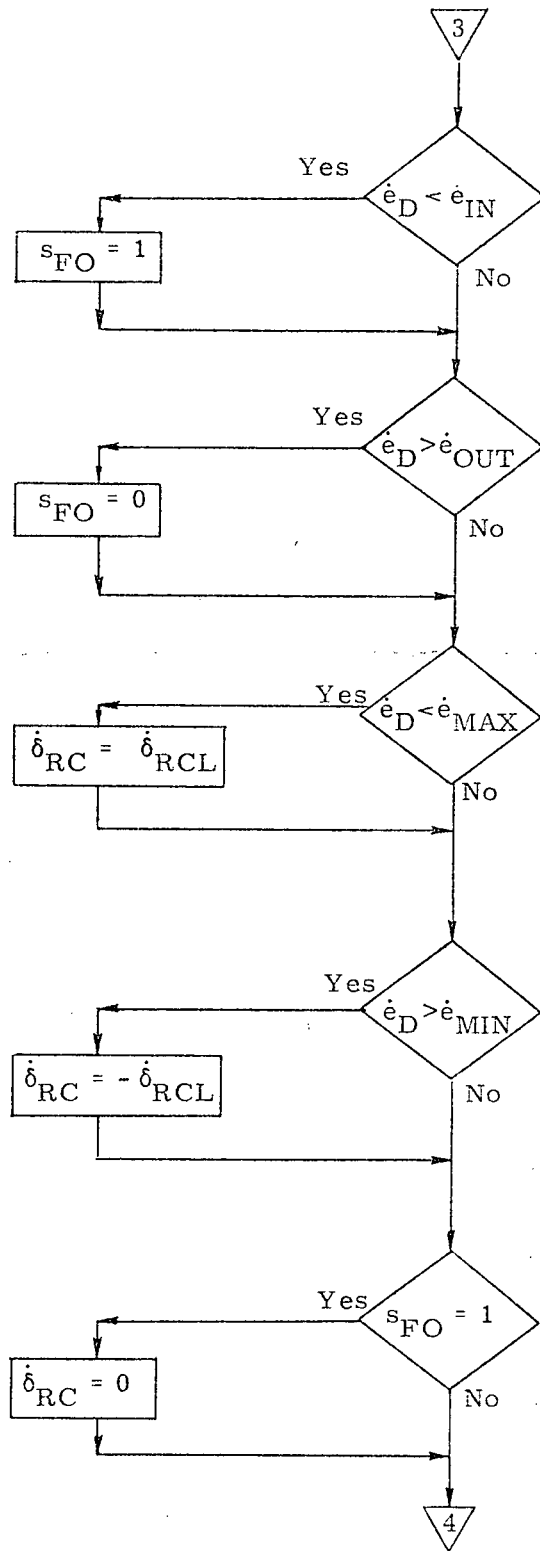 3
Yes
ė_D < ė_IN
s_FO = 1
No
Yes
ė_D > ė_OUT
s_FO = 0
No
Yes
ė_D < ė_MAX
δ̇_RC = δ̇_RCL
No
Yes
ė_D > ė_MIN
δ̇_RC = - δ̇_RCL
No
Yes
s_FO = 1
δ̇_RC = 0
No
4